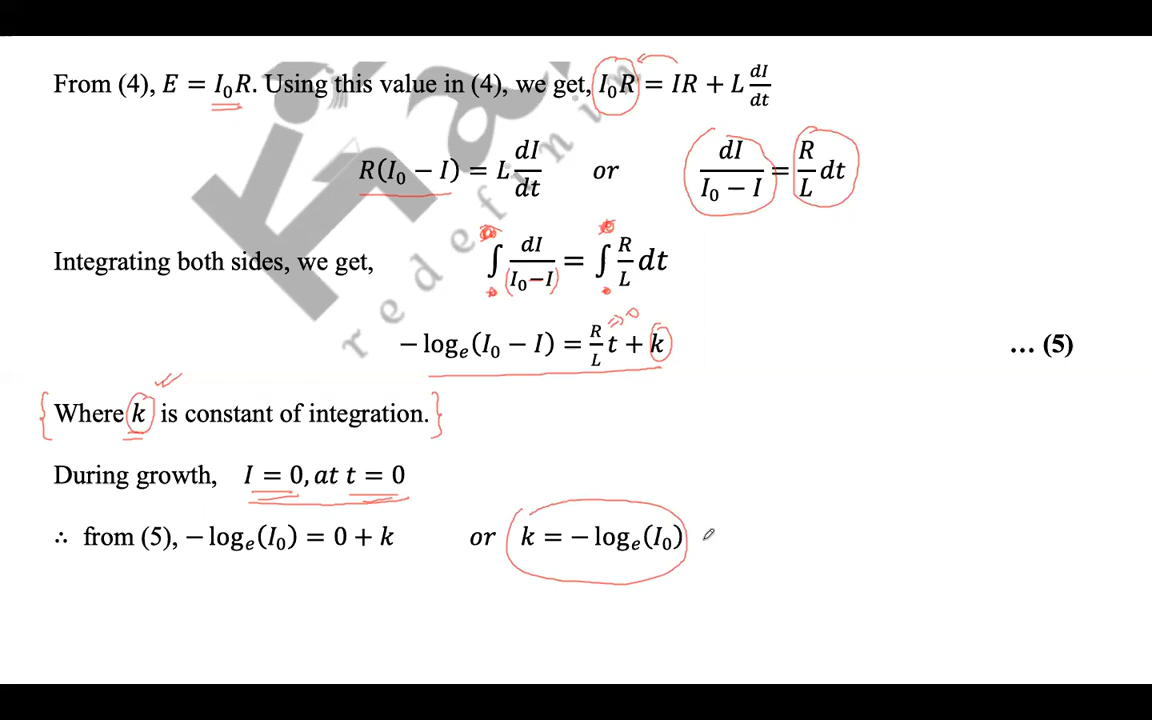 From (4), E = I₀R. Using this value in (4), we get, I₀R = IR + L dI/dt
R(I₀ − I) = L dI/dt or dI/(I₀ − I) = R/L dt
Integrating both sides, we get, ∫ dI/(I₀−I) = ∫ R/L dt
− logₑ(I₀ − I) = R/L t + k … (5)
⇒ 0
Where k is constant of integration.
During growth, I = 0, at t = 0
∴ from (5), − logₑ(I₀) = 0 + k or k = − logₑ(I₀)
redefinin